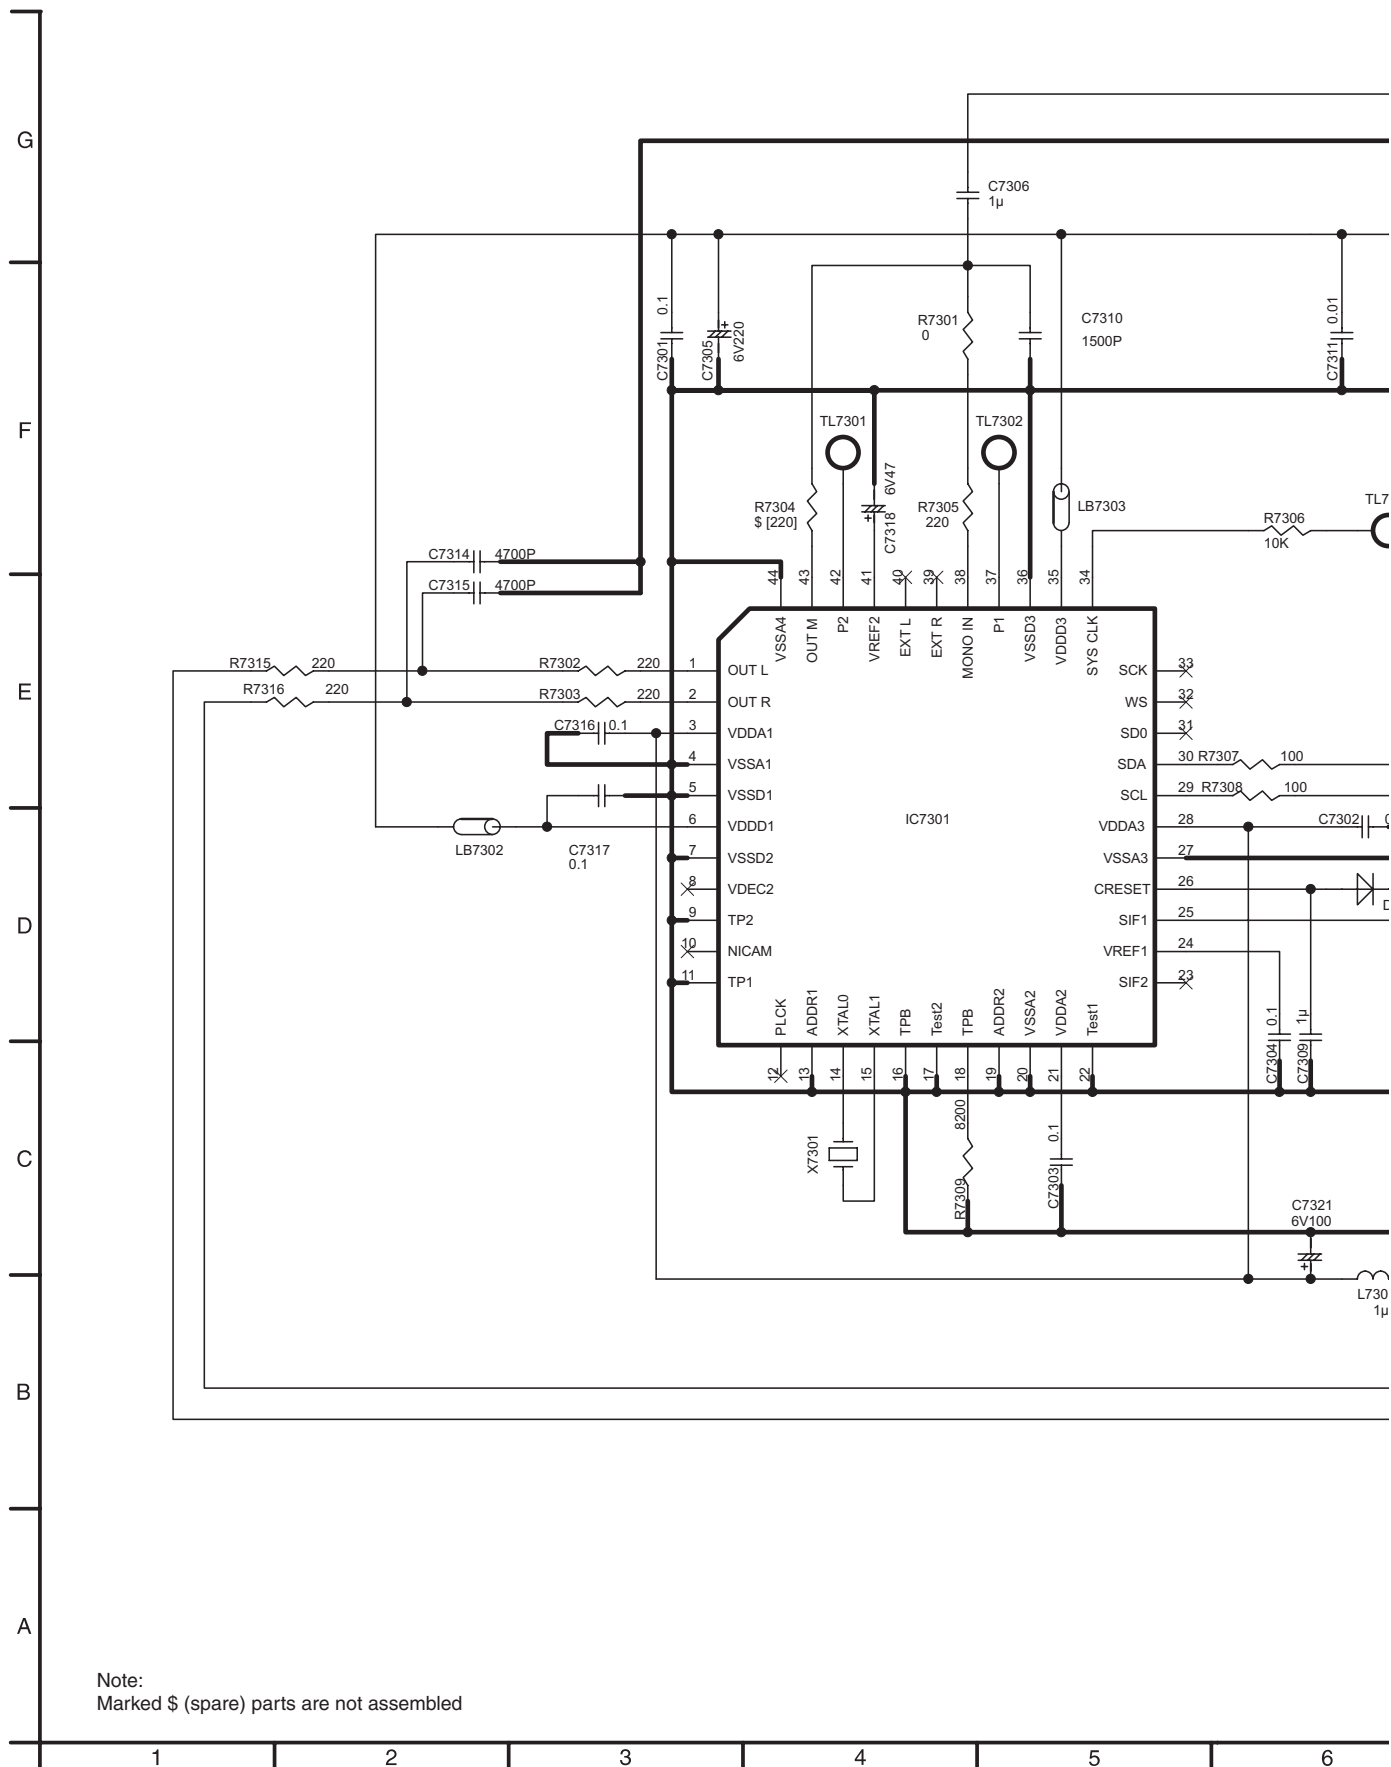 G
C7306
1µ
0.1
C7301
C7305
6V220
R7301
0
C7310
1500P
0.01
C7311
F
TL7301
TL7302
6V47
C7318
R7304
$ [220]
R7305
220
LB7303
TL7
R7306
10K
C7314 4700P
C7315 4700P
44 43 42 41 40 39 38 37 36 35 34
VSSA4 OUT M P2 VREF2 EXT L EXT R MONO IN P1 VSSD3 VDDD3 SYS CLK
E
R7315 220 R7302 220 1 OUT L SCK 33
R7316 220 R7303 220 2 OUT R WS 32
C7316 0.1 3 VDDA1 SD0 31
4 VSSA1 SDA 30 R7307 100
5 VSSD1 SCL 29 R7308 100
IC7301
6 VDDD1 VDDA3 28 C7302 0
LB7302
C7317
0.1
7 VSSD2 VSSA3 27
8 VDEC2 CRESET 26
D
D
9 TP2 SIF1 25
10 NICAM VREF1 24
11 TP1 SIF2 23
PLCK ADDR1 XTAL0 XTAL1 TPB Test2 TPB ADDR2 VSSA2 VDDA2 Test1
12 13 14 15 16 17 18 19 20 21 22
C7304 0.1
C7309 1µ
C
X7301
8200
R7309
0.1
C7303
C7321
6V100
L730
1µ
B
A
Note:
Marked $ (spare) parts are not assembled
1 2 3 4 5 6